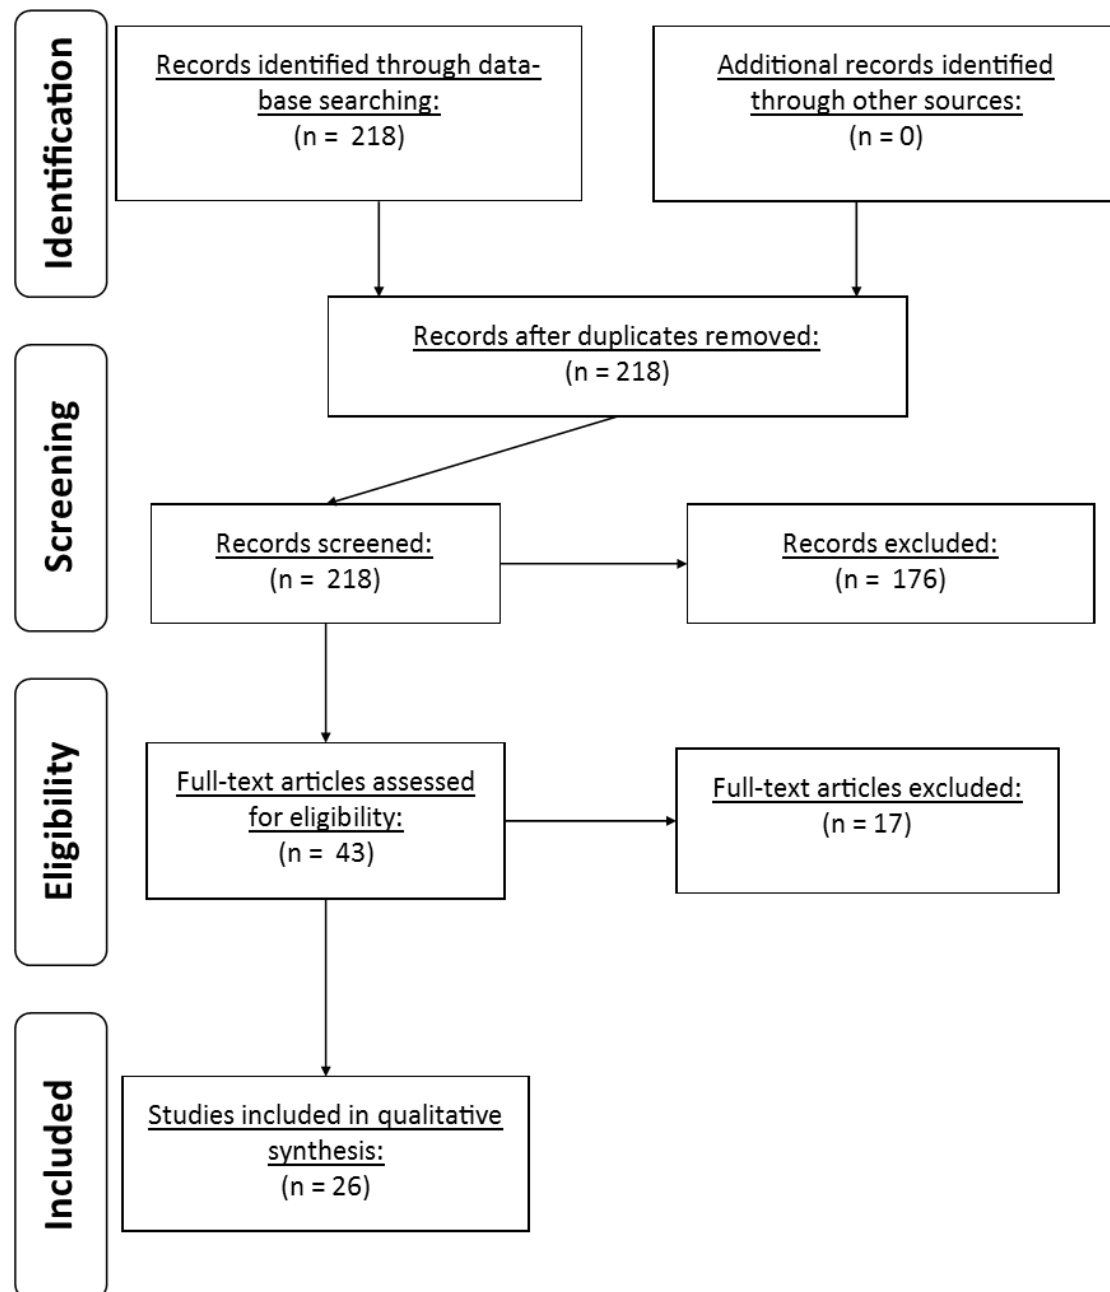 Identification
Records identified through data-
base searching:
(n =  218)
Additional records identified
through other sources:
(n = 0)
Records after duplicates removed:
(n = 218)
Screening
Records screened:
(n =  218)
Records excluded:
(n =  176)
Eligibility
Full-text articles assessed
for eligibility:
(n =  43)
Full-text articles excluded:
(n = 17)
Included
Studies included in qualitative
synthesis:
(n = 26)